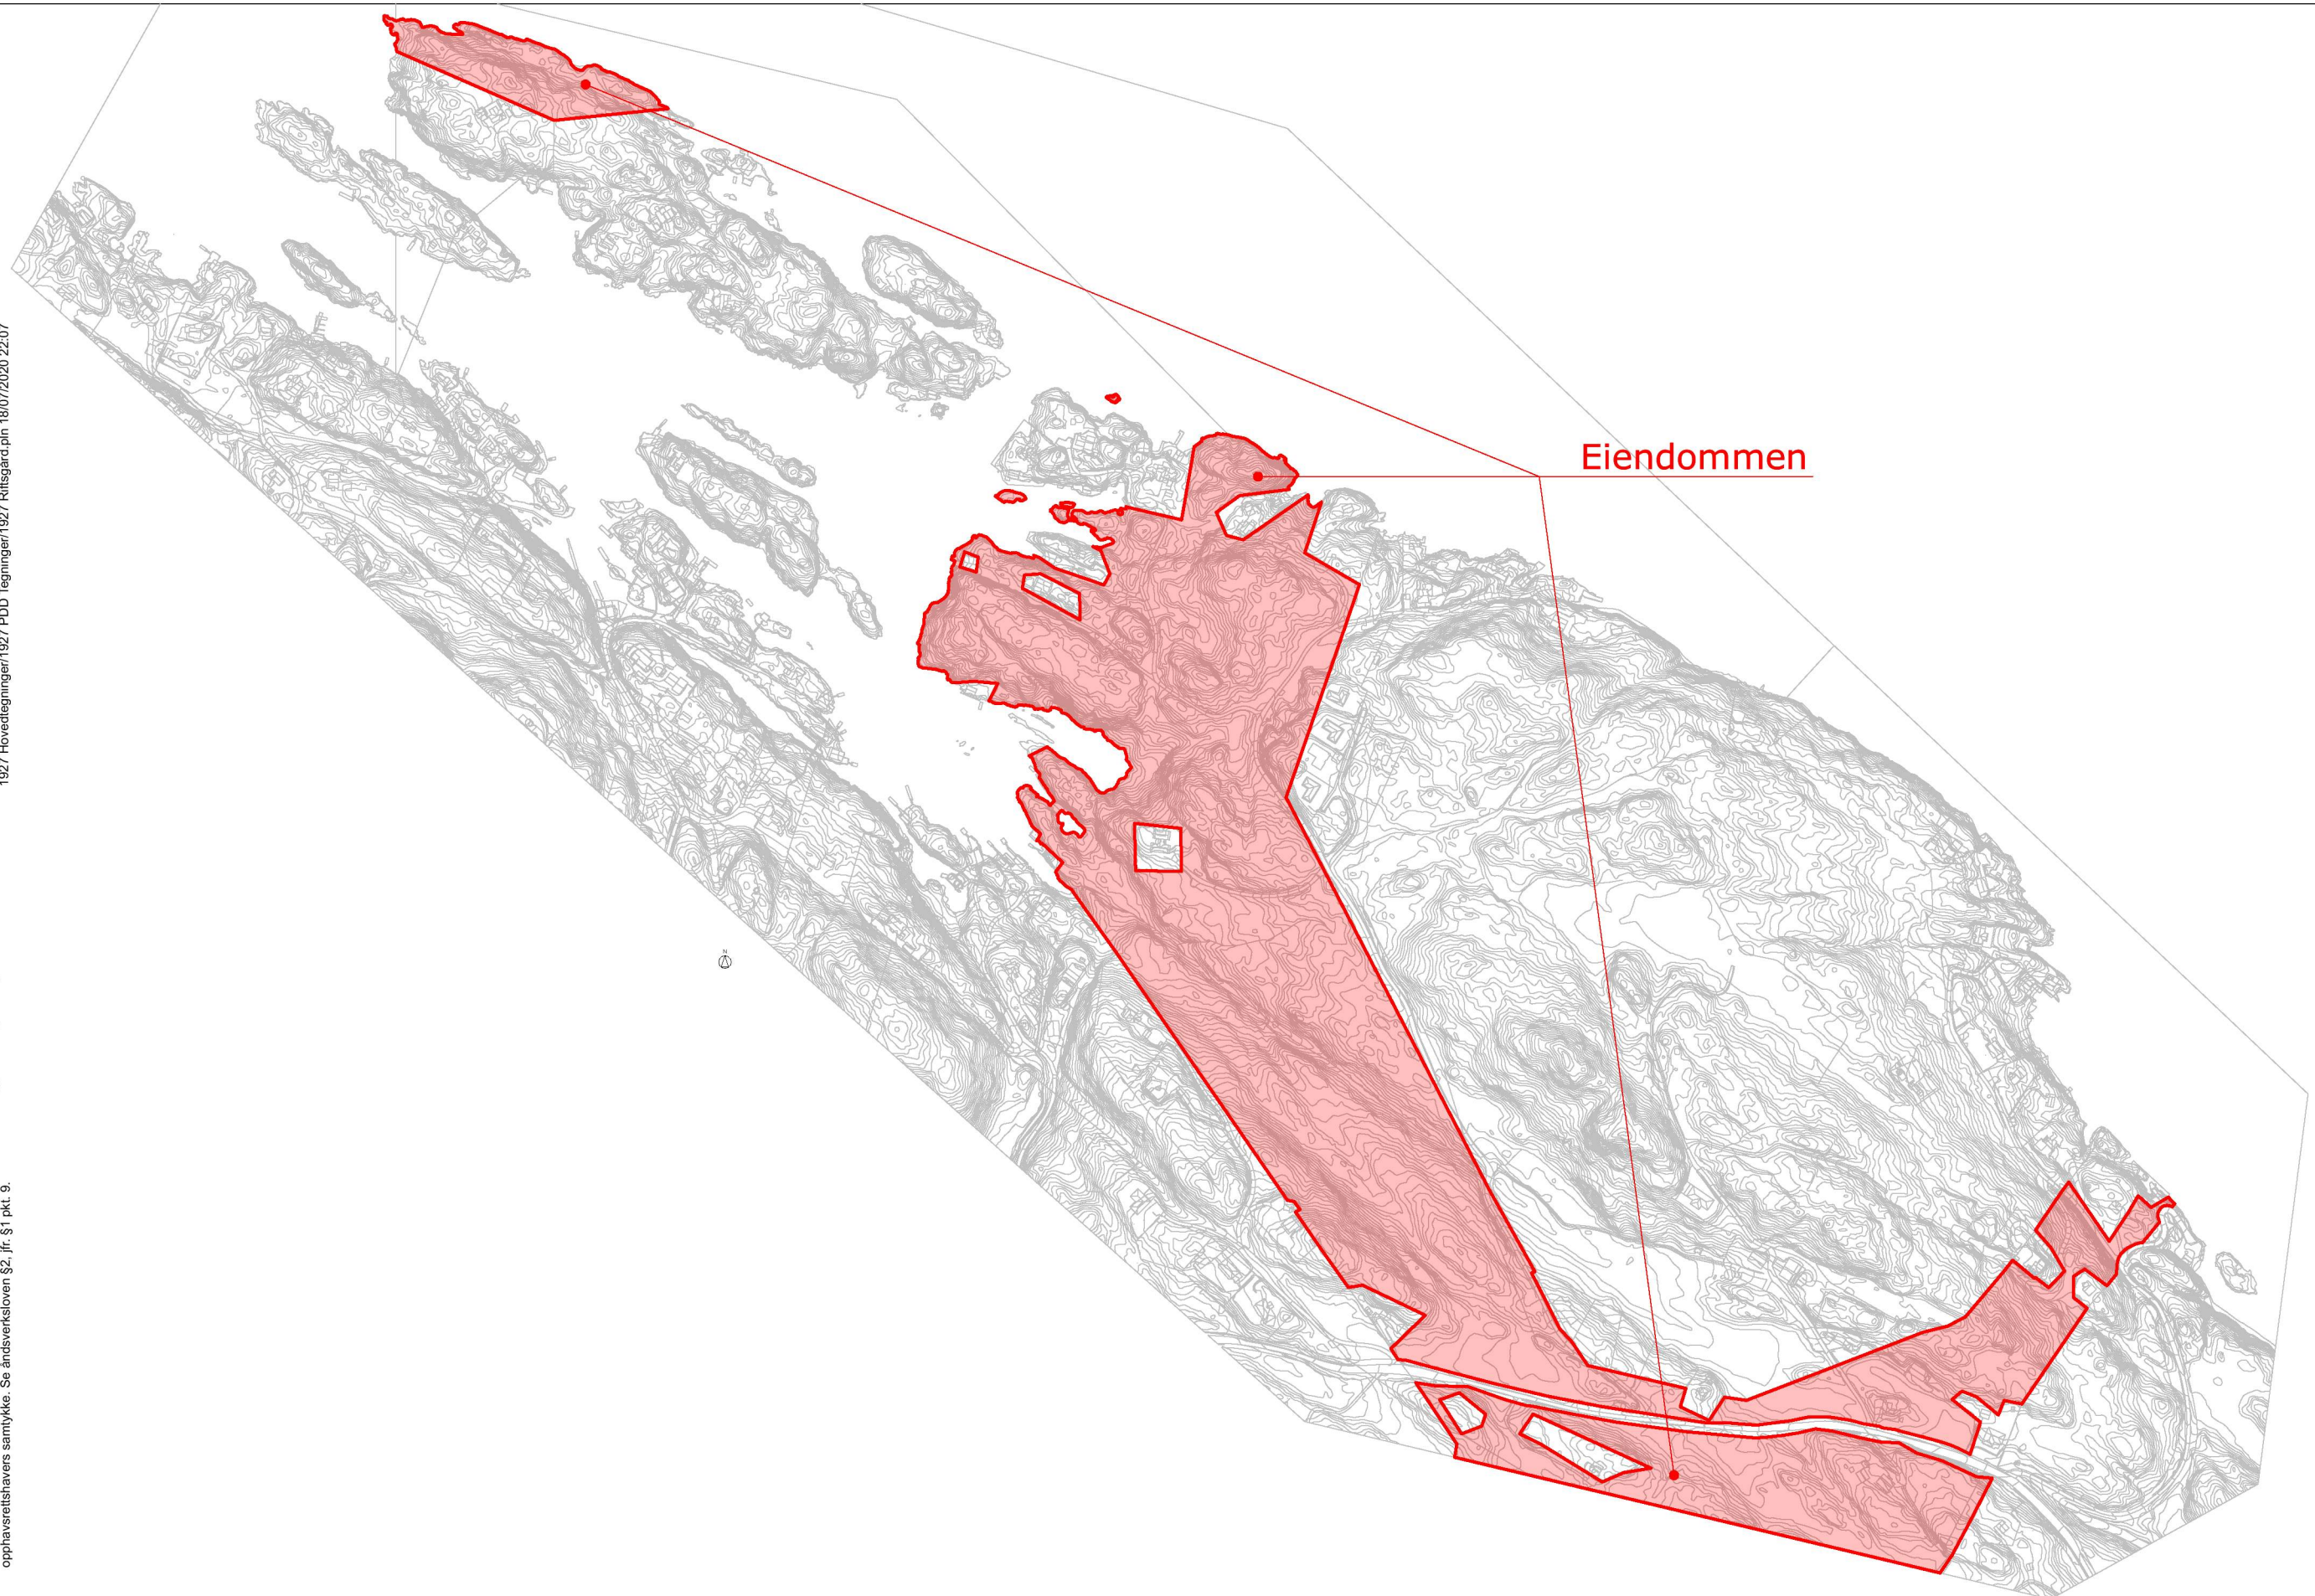 Eiendommen
N
1927 Hovedtegninger/1927 PDD Tegninger/1927 Riftsgård.pln 18/07/2020 22:07
opphavsrettshavers samtykke. Se åndsverksloven §2, jfr. §1 pkt. 9.